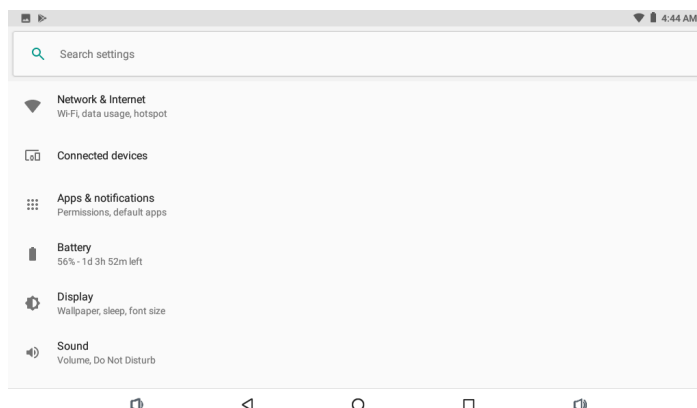 4:44 AM
Search settings
Network & Internet
Wi-Fi, data usage, hotspot
Connected devices
Apps & notifications
Permissions, default apps
Battery
56% - 1d 3h 52m left
Display
Wallpaper, sleep, font size
Sound
Volume, Do Not Disturb